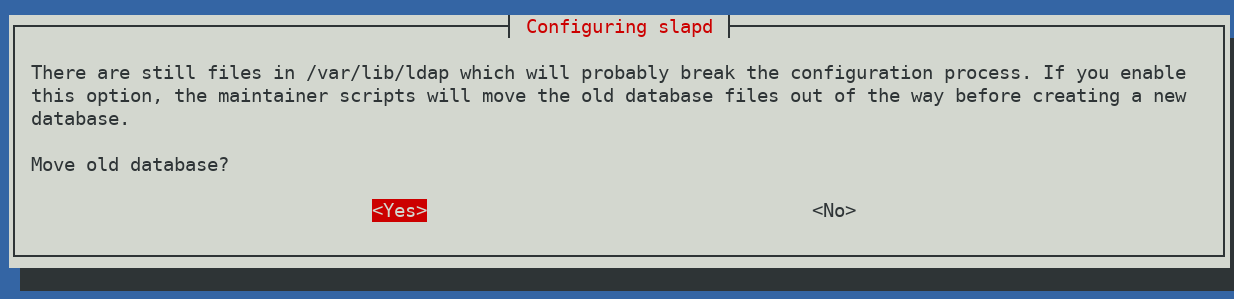 Configuring slapd
There are still files in /var/lib/ldap which will probably break the configuration process. If you enable
this option, the maintainer scripts will move the old database files out of the way before creating a new
database.
Move old database?
<Yes> <No>